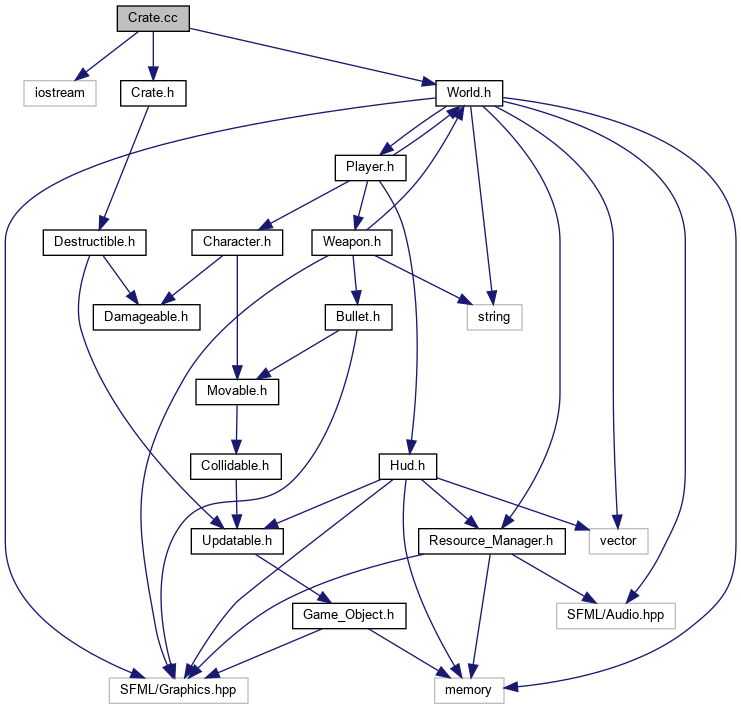 Crate.cc
iostream
Crate.h
World.h
Player.h
Destructible.h
Character.h
Weapon.h
Damageable.h
Bullet.h
string
Movable.h
Collidable.h
Hud.h
Updatable.h
Resource_Manager.h
vector
Game_Object.h
SFML/Audio.hpp
SFML/Graphics.hpp
memory